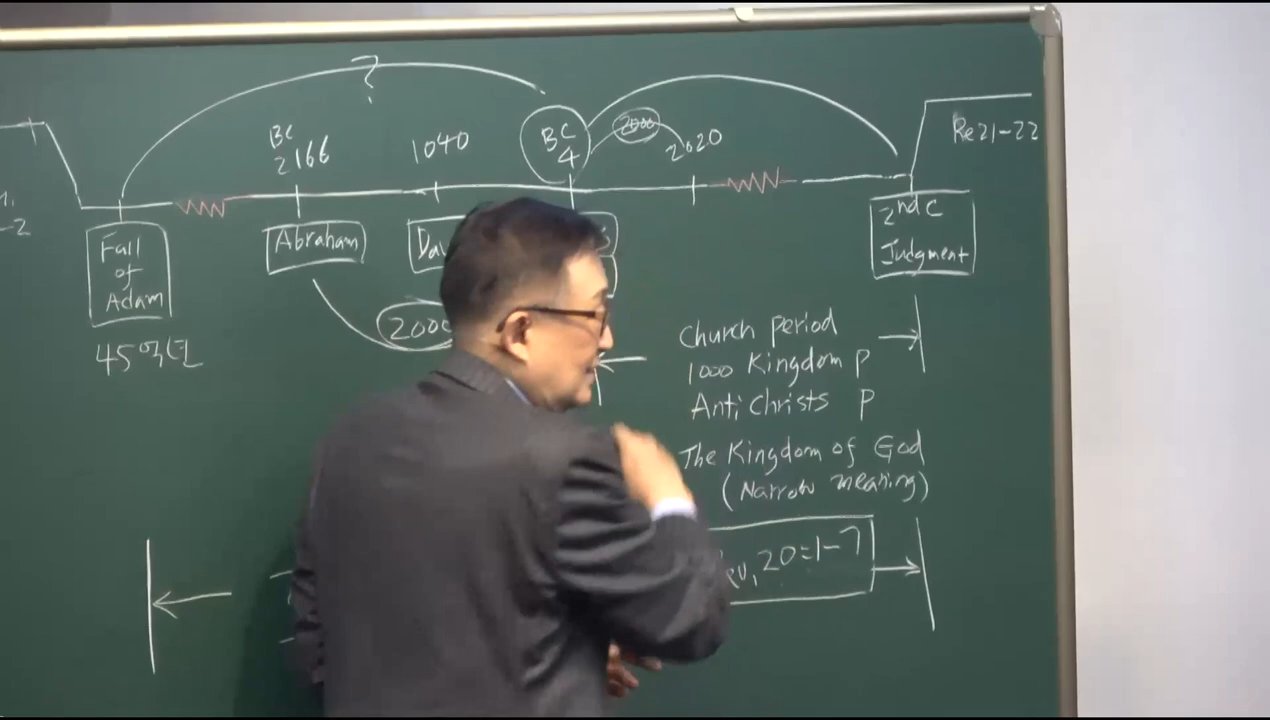 ?
BC
2166
1040
BC
4
2000
2020
Re 21-22
-2
Fall
of
Adam
Abraham
2nd C
Judgment
45억년
2000
Church period
1000 Kingdom P
Anti Christs P
The Kingdom of God
(Narrow meaning)
20:1-7